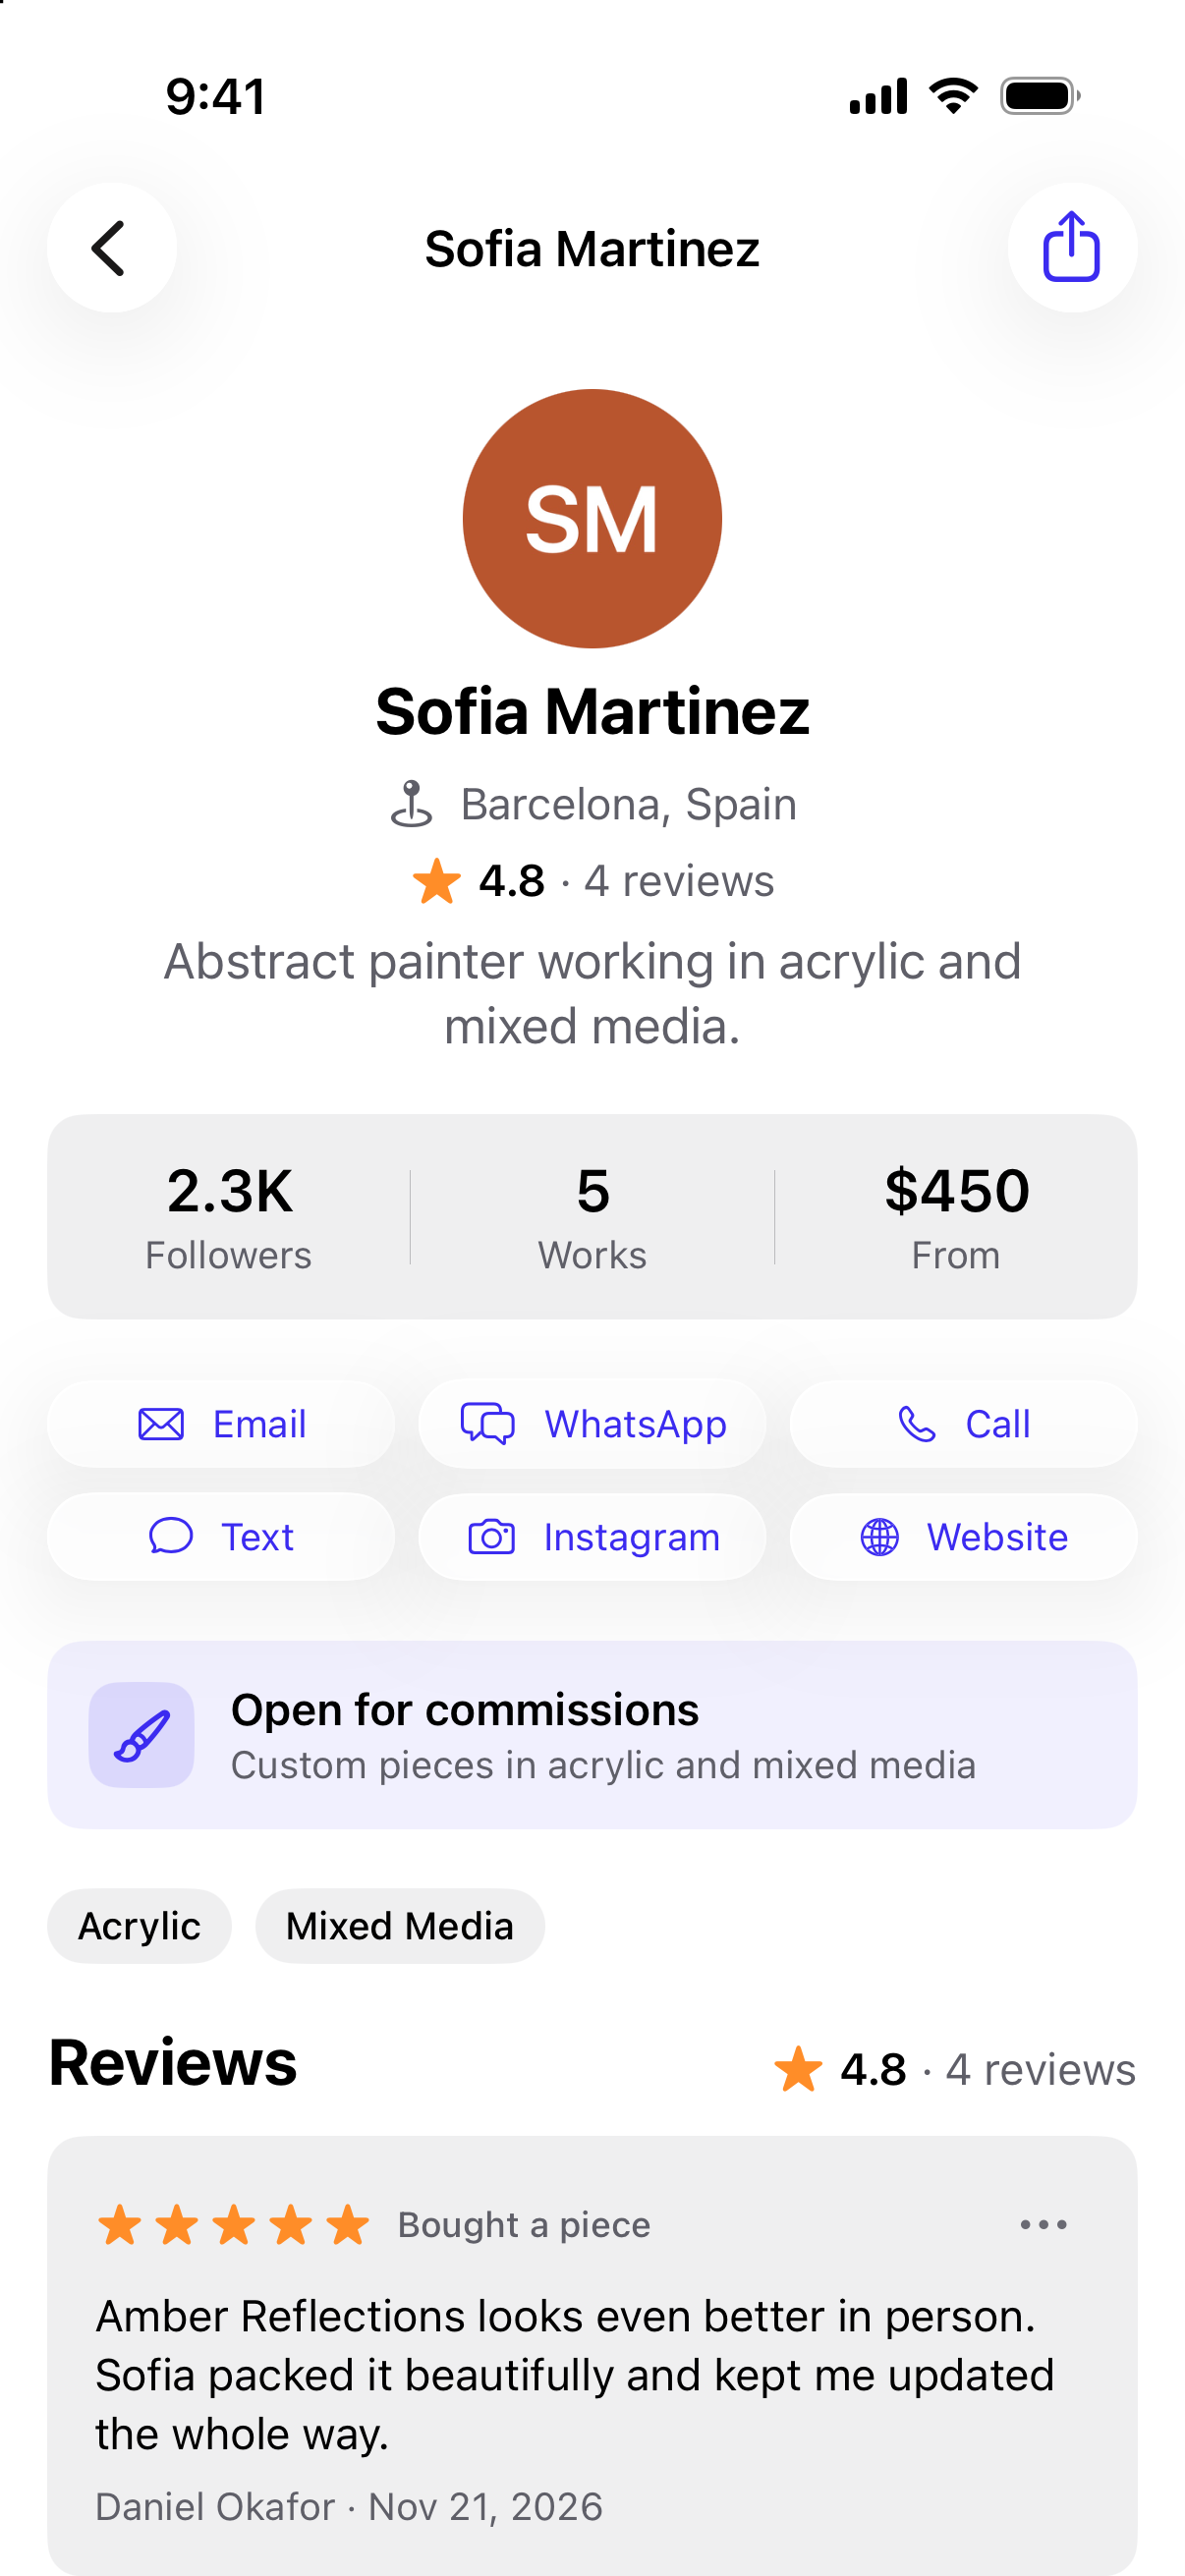 9:41
Sofia Martinez
SM
Sofia Martinez
Barcelona, Spain
4.8 · 4 reviews
Abstract painter working in acrylic and
mixed media.
2.3K
Followers
5
Works
$450
From
Email
WhatsApp
Call
Text
Instagram
Website
Open for commissions
Custom pieces in acrylic and mixed media
Acrylic
Mixed Media
Reviews
4.8 · 4 reviews
Bought a piece
Amber Reflections looks even better in person.
Sofia packed it beautifully and kept me updated
the whole way.
Daniel Okafor · Nov 21, 2026